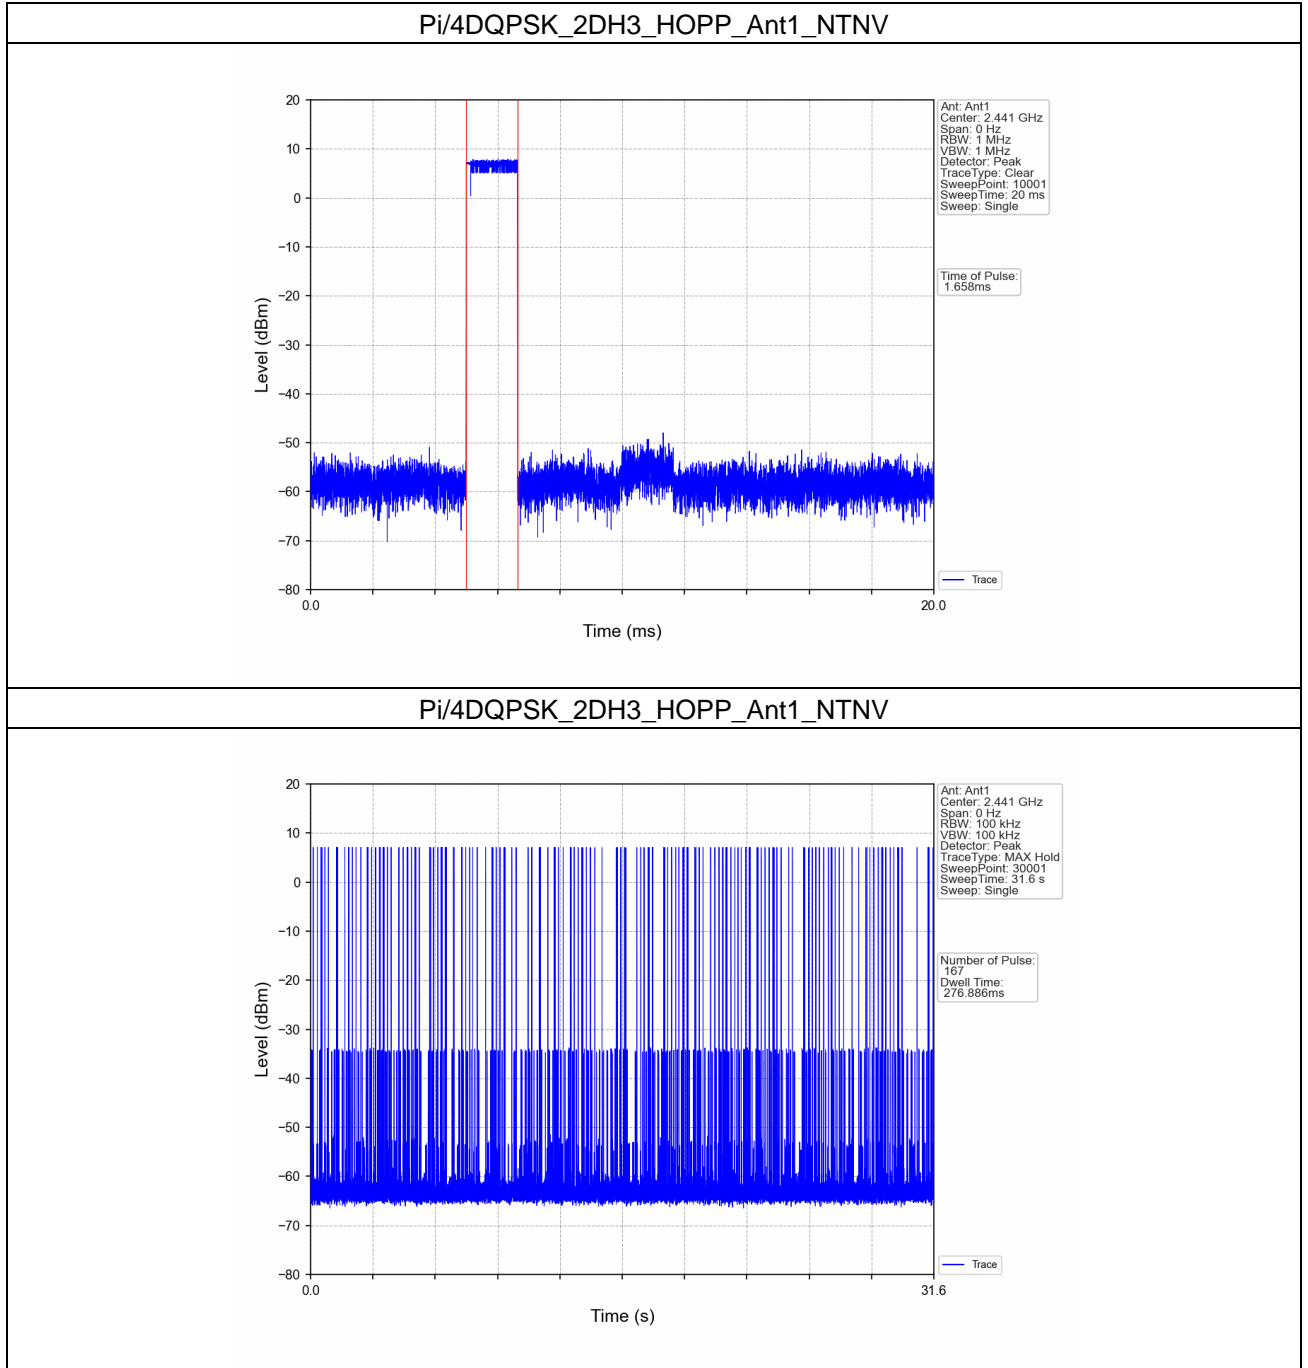 Pi/4DQPSK_2DH3_HOPP_Ant1_NTNV
20
10
0
−10
−20
−30
−40
−50
−60
−70
−80
Level (dBm)
0.0
20.0
Time (ms)
Ant: Ant1
Center: 2.441 GHz
Span: 0 Hz
RBW: 1 MHz
VBW: 1 MHz
Detector: Peak
TraceType: Clear
SweepPoint: 10001
SweepTime: 20 ms
Sweep: Single
Time of Pulse:
1.658ms
Trace
Pi/4DQPSK_2DH3_HOPP_Ant1_NTNV
20
10
0
−10
−20
−30
−40
−50
−60
−70
−80
Level (dBm)
0.0
31.6
Time (s)
Ant: Ant1
Center: 2.441 GHz
Span: 0 Hz
RBW: 100 kHz
VBW: 100 kHz
Detector: Peak
TraceType: MAX Hold
SweepPoint: 30001
SweepTime: 31.6 s
Sweep: Single
Number of Pulse:
167
Dwell Time:
276.886ms
Trace